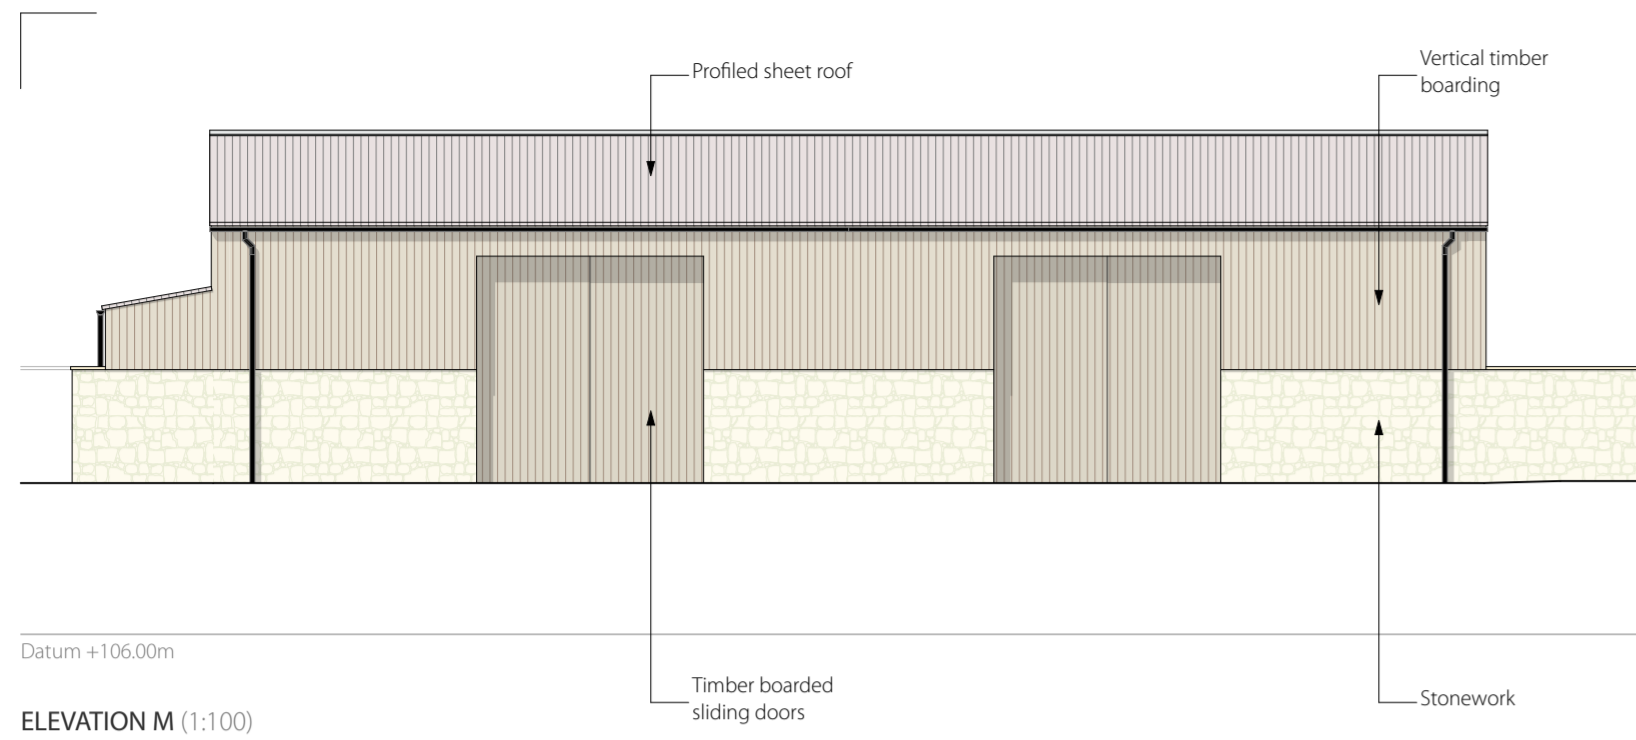 Profiled sheet roof
Vertical timber
boarding
Datum +106.00m
Timber boarded
sliding doors
Stonework
ELEVATION M (1:100)